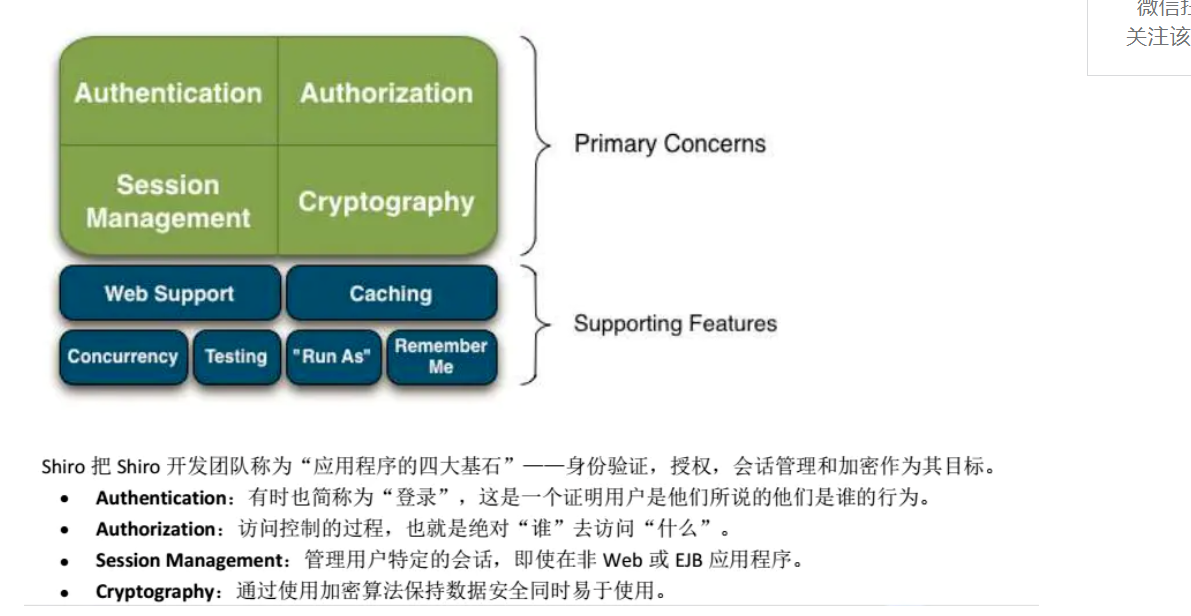 微信扫
关注该
Authentication
Authorization
Session
Management
Cryptography
Primary Concerns
Web Support
Caching
Concurrency
Testing
"Run As"
Remember
Me
Supporting Features
Shiro 把 Shiro 开发团队称为“应用程序的四大基石”——身份验证，授权，会话管理和加密作为其目标。
• Authentication：有时也简称为“登录”，这是一个证明用户是他们所说的他们是谁的行为。
• Authorization：访问控制的过程，也就是绝对“谁”去访问“什么”。
• Session Management：管理用户特定的会话，即使在非 Web 或 EJB 应用程序。
• Cryptography：通过使用加密算法保持数据安全同时易于使用。